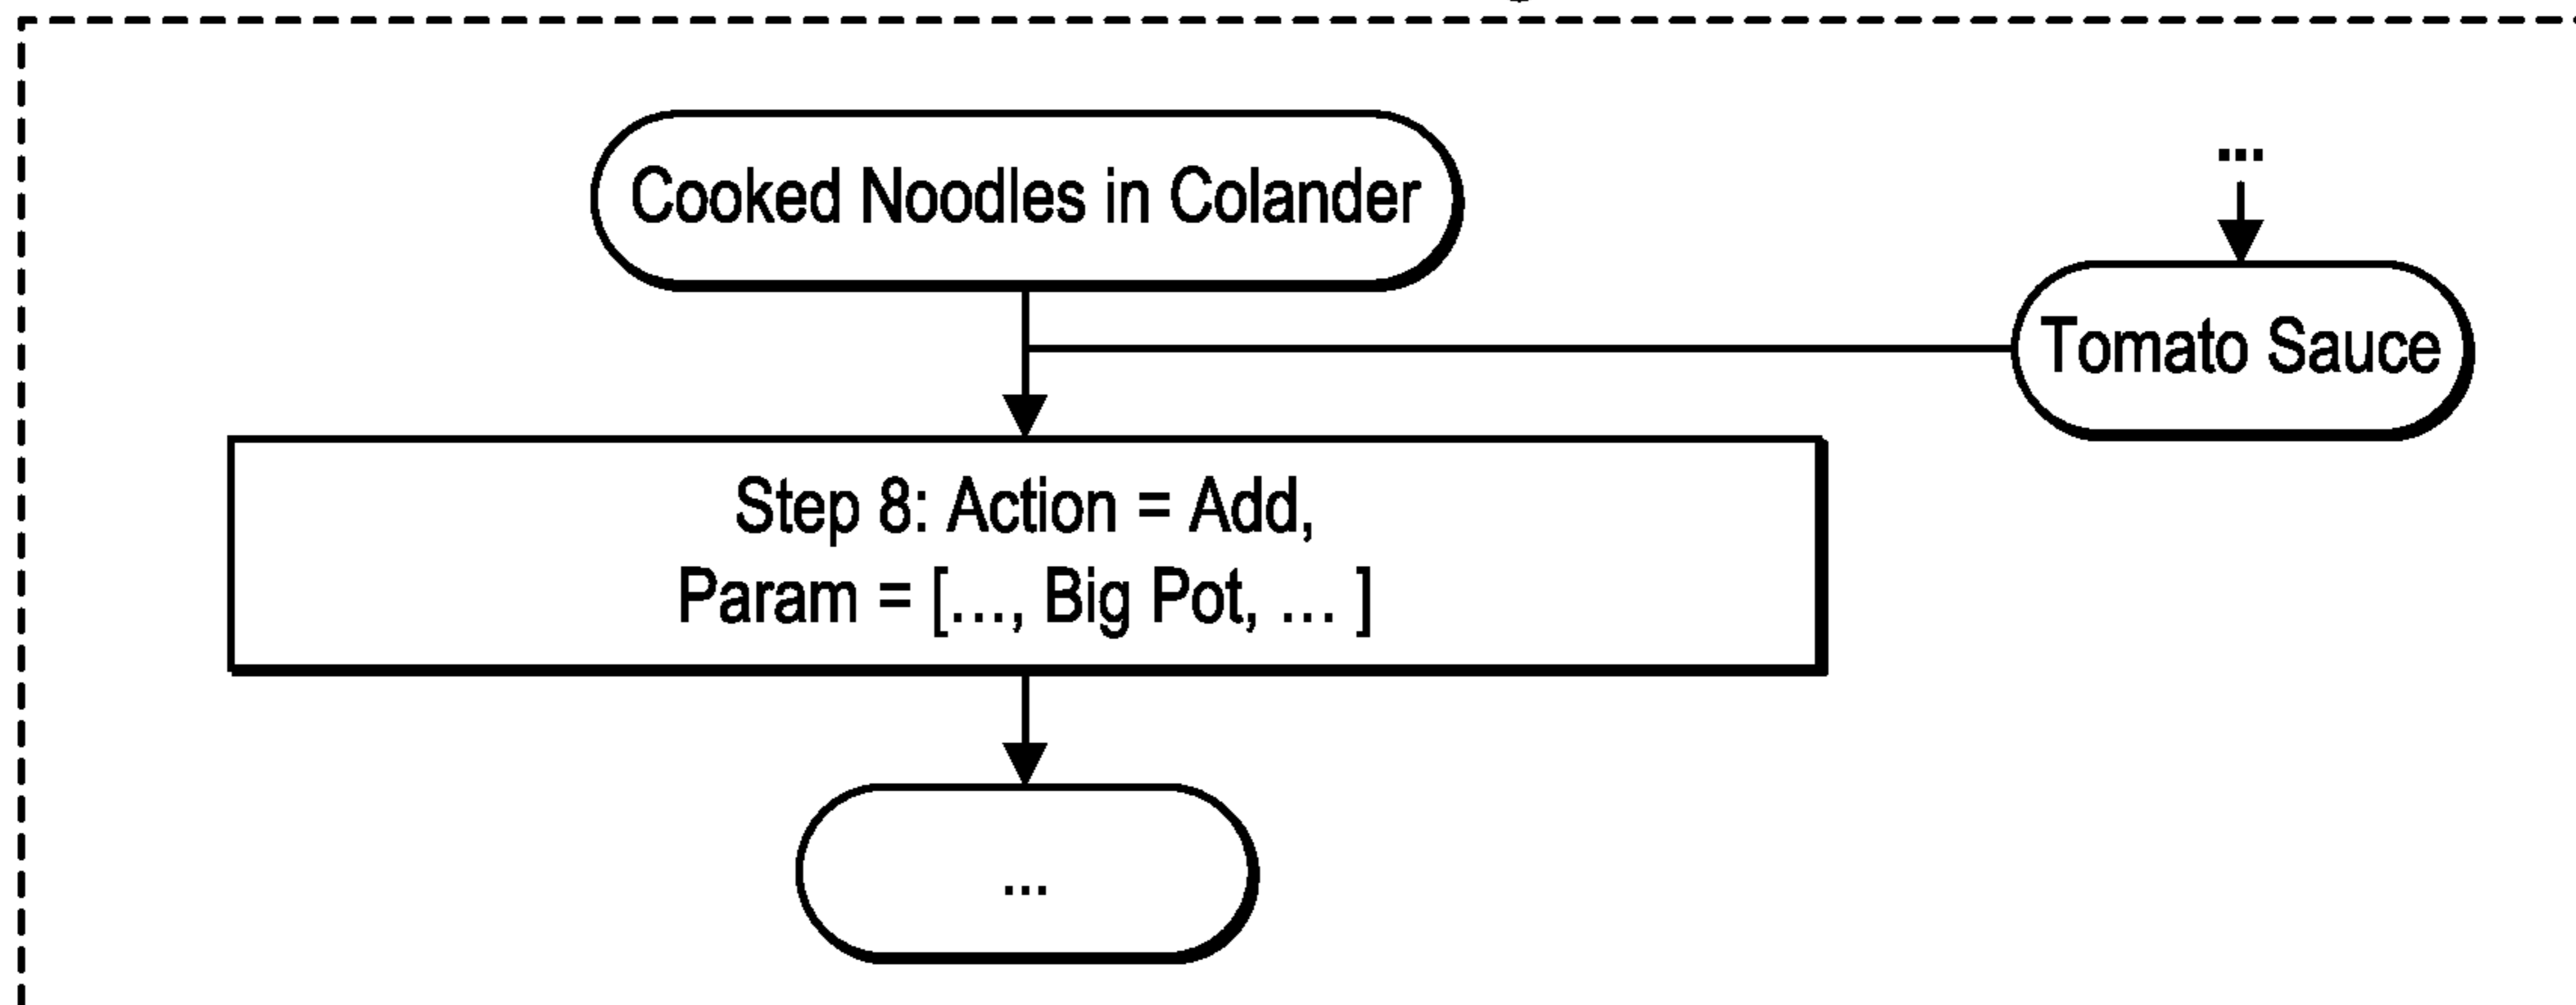 Cooked Noodles in Colander
...
Tomato Sauce
Step 8: Action = Add,
Param = [..., Big Pot, ... ]
...